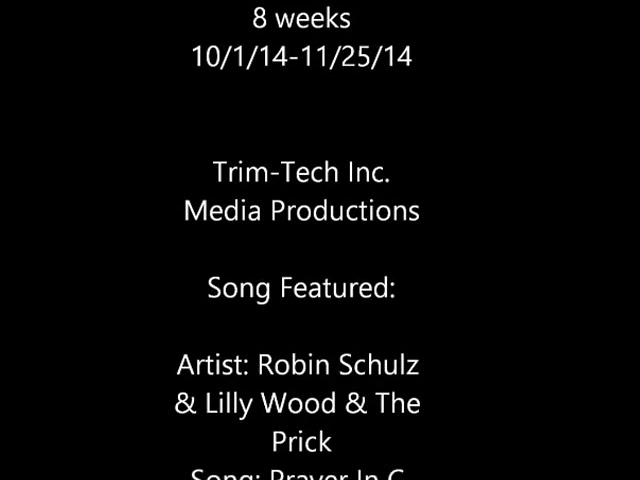 8 weeks
10/1/14-11/25/14
Trim-Tech Inc.
Media Productions
Song Featured:
Artist: Robin Schulz
& Lilly Wood & The
Prick
Song: Prayer In C